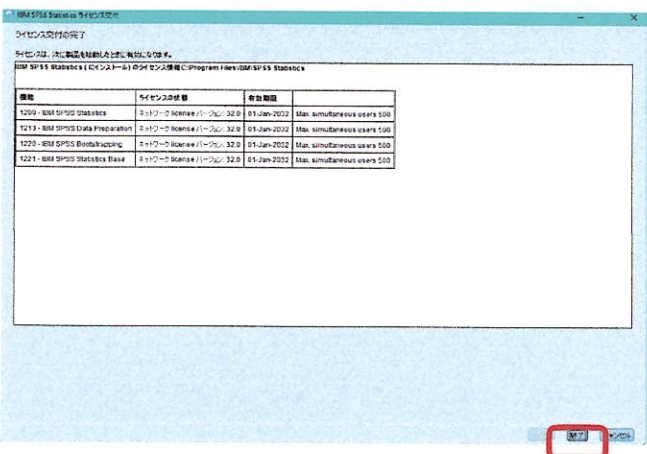 IBM SPSS Statistics ライセンス交付
ライセンス交付の完了
ライセンスは、次に製品を始動したときに有効になります。
IBM SPSS Statistics ( にインストール) のライセンス情報 C:\Program Files\IBM\SPSS Statistics
機能 ライセンスの状態 有効期間
1200 - IBM SPSS Statistics ネットワーク license バージョン: 32.0 01-Jan-2032 Max. simultaneous users 500
1213 - IBM SPSS Data Preparation ネットワーク license バージョン: 32.0 01-Jan-2032 Max. simultaneous users 500
1220 - IBM SPSS Bootstrapping ネットワーク license バージョン: 32.0 01-Jan-2032 Max. simultaneous users 500
1221 - IBM SPSS Statistics Base ネットワーク license バージョン: 32.0 01-Jan-2032 Max. simultaneous users 500
終了 キャンセル